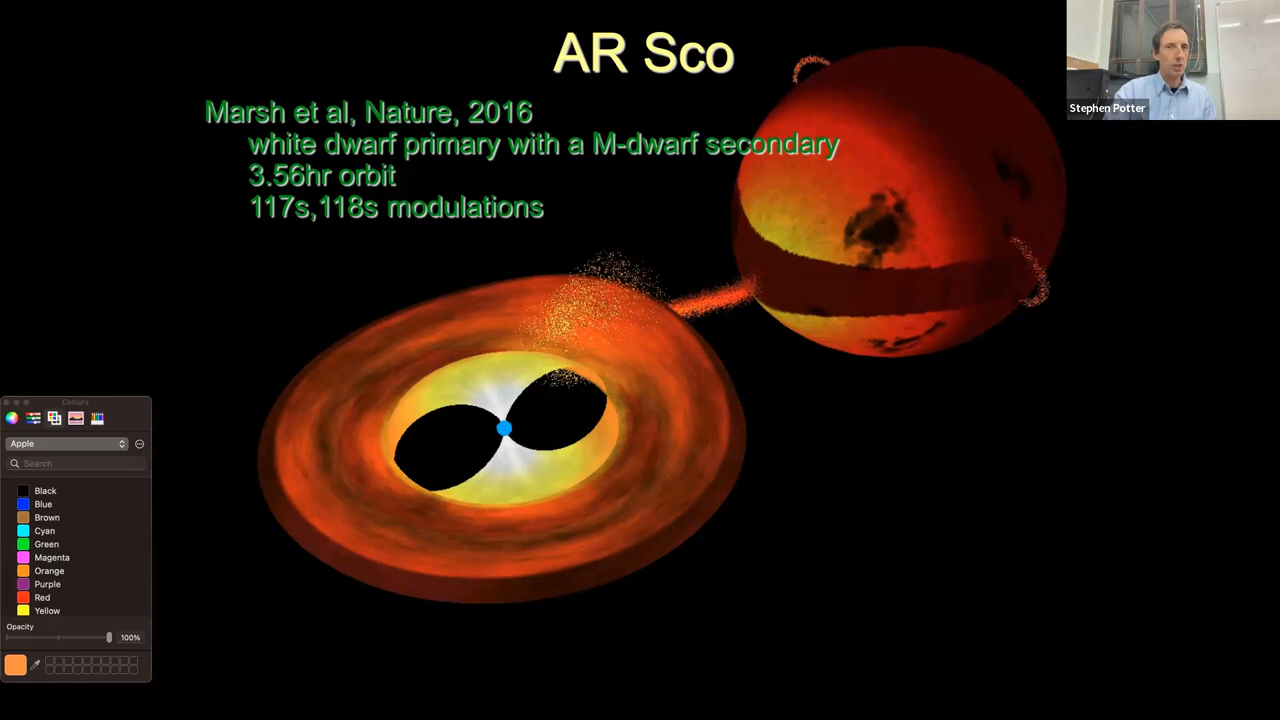 AR Sco
Stephen Potter
Marsh et al, Nature, 2016
white dwarf primary with a M-dwarf secondary
3.56hr orbit
117s,118s modulations
Colours
Apple
Search
Black
Blue
Brown
Cyan
Green
Magenta
Orange
Purple
Red
Yellow
Opacity
100%